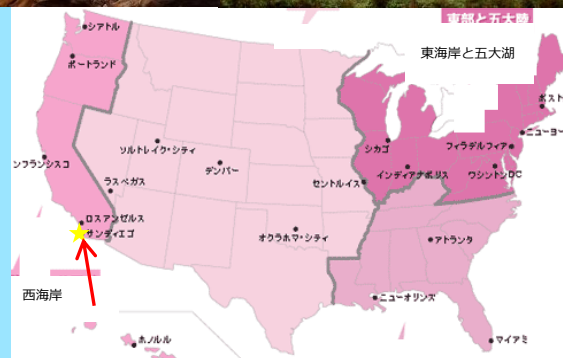 東部と五大陸
東海岸と五大湖
シアトル
ポートランド
ボスト
ニューヨー
シカゴ
フィラデルフィア
ソルトレイク・シティ
ンフランシスコ
デンバー
インディアナポリス
ワシントンDC
ラスベガス
セントルイス
ロスアンゼルス
サンディエゴ
オクラホマ・シティ
アトランタ
西海岸
ニューオリンズ
ホノルル
マイアミ